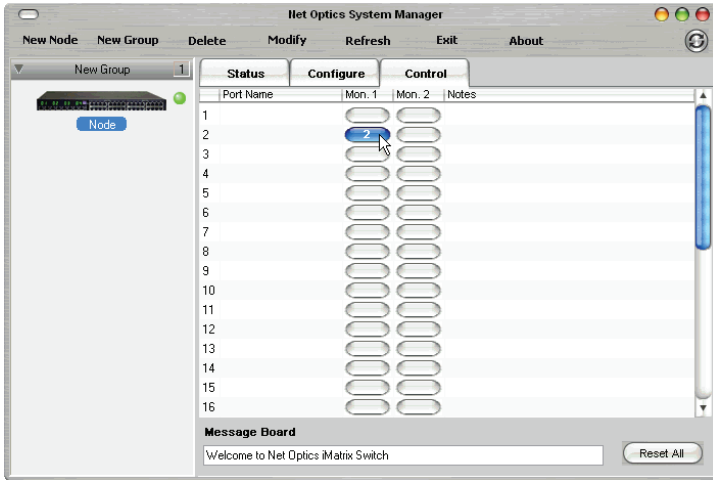 Net Optics System Manager
New Node New Group Delete Modify Refresh Exit About
New Group 1
Node
Status Configure Control
Port Name Mon. 1 Mon. 2 Notes
1
2 2
3
4
5
6
7
8
9
10
11
12
13
14
15
16
Message Board
Welcome to Net Optics iMatrix Switch
Reset All